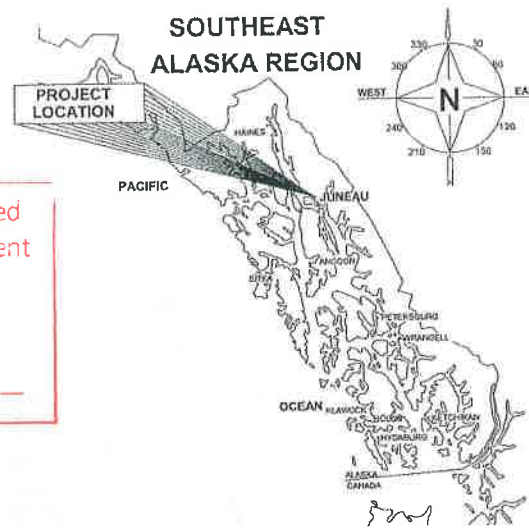 SOUTHEAST
ALASKA REGION
PROJECT
LOCATION
330
30
300
60
WEST
N
EA
240
120
210
150
HAINES
PACIFIC
JUNEAU
ed
ent
ANGOON
SITKA
PETERSBURG
WRANGELL
OCEAN
KLAWOCK
KETCHIKAN
HYDABURG
ALASKA
CANADA